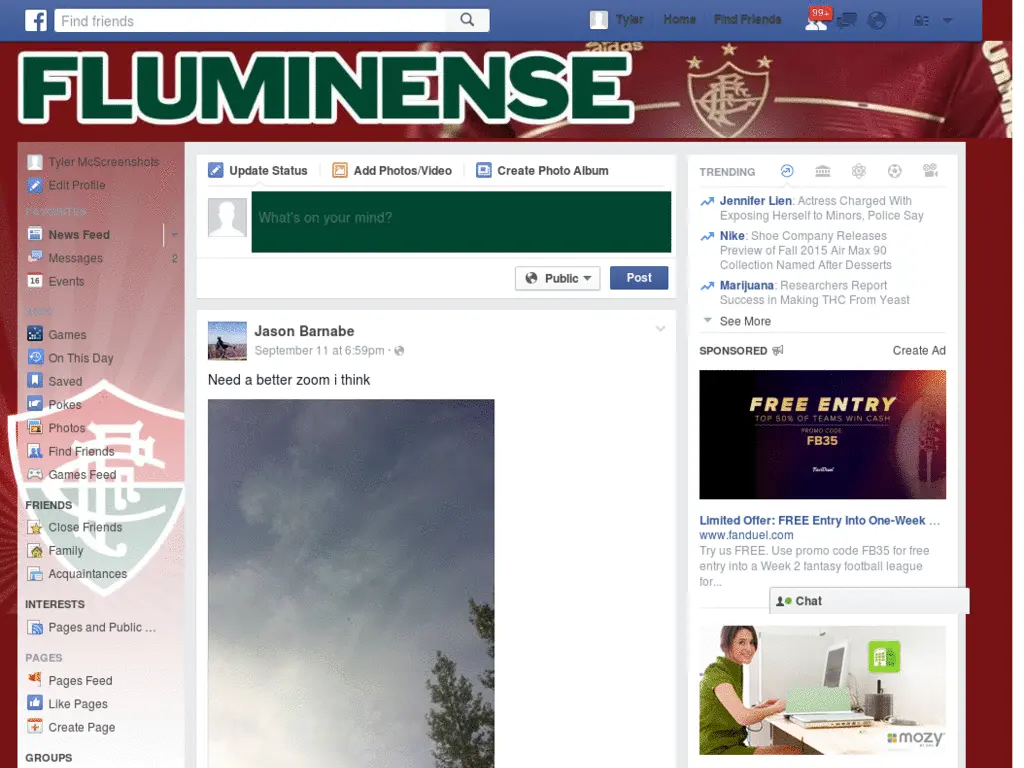 Find friends
Tyler
Home
Find Friends
99+
adidas
FLUMINENSE
Tyler McScreenshots
Edit Profile
FAVORITES
News Feed
Messages
2
16
Events
APPS
Games
On This Day
Saved
Pokes
Photos
Find Friends
Games Feed
FRIENDS
Close Friends
Family
Acquaintances
INTERESTS
Pages and Public ...
PAGES
Pages Feed
Like Pages
Create Page
GROUPS
Update Status
Add Photos/Video
Create Photo Album
What's on your mind?
Public
Post
Jason Barnabe
September 11 at 6:59pm ·
Need a better zoom i think
TRENDING
Jennifer Lien: Actress Charged With
Exposing Herself to Minors, Police Say
Nike: Shoe Company Releases
Preview of Fall 2015 Air Max 90
Collection Named After Desserts
Marijuana: Researchers Report
Success in Making THC From Yeast
See More
SPONSORED
Create Ad
FREE ENTRY
TOP 50% OF TEAMS WIN CASH
PROMO CODE
FB35
FanDuel
Limited Offer: FREE Entry Into One-Week ...
www.fanduel.com
Try us FREE. Use promo code FB35 for free
entry into a Week 2 fantasy football league
for...
Chat
mozy